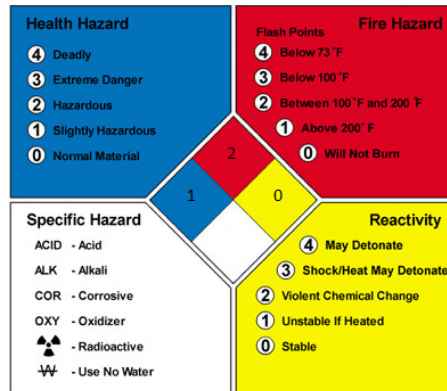 Health Hazard
4 Deadly
3 Extreme Danger
2 Hazardous
1 Slightly Hazardous
0 Normal Material
Fire Hazard
Flash Points
4 Below 73°F
3 Below 100°F
2 Between 100°F and 200°F
1 Above 200°F
0 Will Not Burn
2
1
0
Specific Hazard
ACID - Acid
ALK - Alkali
COR - Corrosive
OXY - Oxidizer
- Radioactive
W - Use No Water
Reactivity
4 May Detonate
3 Shock/Heat May Detonate
2 Violent Chemical Change
1 Unstable If Heated
0 Stable